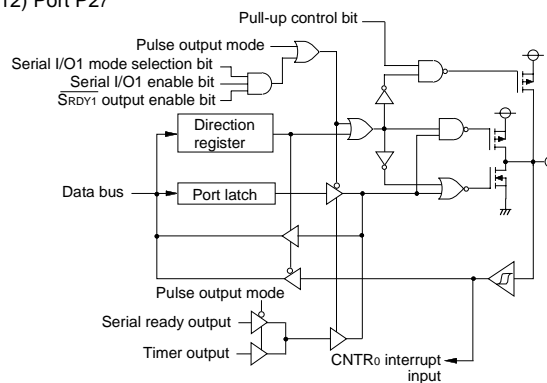 12) Port P27
Pull-up control bit
Pulse output mode
Serial I/O1 mode selection bit
Serial I/O1 enable bit
SRDY1 output enable bit
Direction
register
Data bus
Port latch
Pulse output mode
Serial ready output
Timer output
CNTR0 interrupt
input